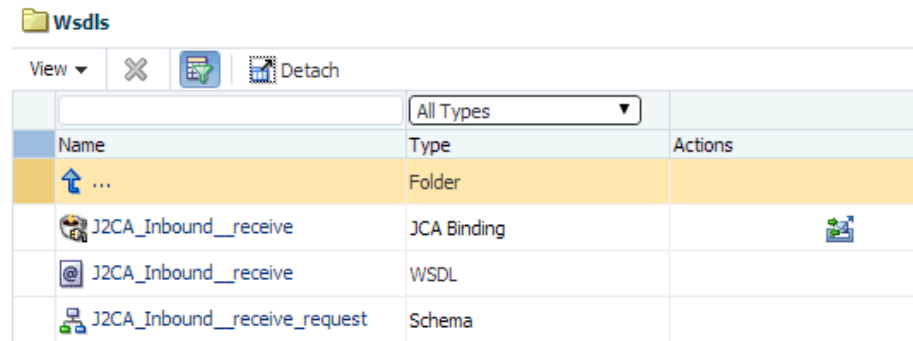 Wsdls
View Detach
All Types
Name Type Actions
... Folder
J2CA_Inbound__receive JCA Binding
J2CA_Inbound__receive WSDL
J2CA_Inbound__receive_request Schema